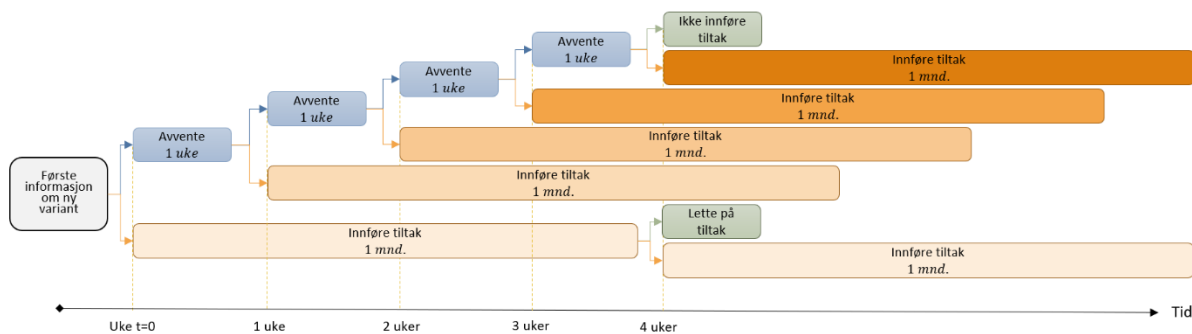 Ikke innføre
tiltak
Avvente
1 uke
Innføre tiltak
1 mnd.
Avvente
1 uke
Innføre tiltak
1 mnd.
Avvente
1 uke
Innføre tiltak
1 mnd.
Avvente
1 uke
Innføre tiltak
1 mnd.
Første
informasjon
om ny
variant
Lette på
tiltak
Innføre tiltak
1 mnd.
Innføre tiltak
1 mnd.
Tid
Uke t=0
1 uke
2 uker
3 uker
4 uker